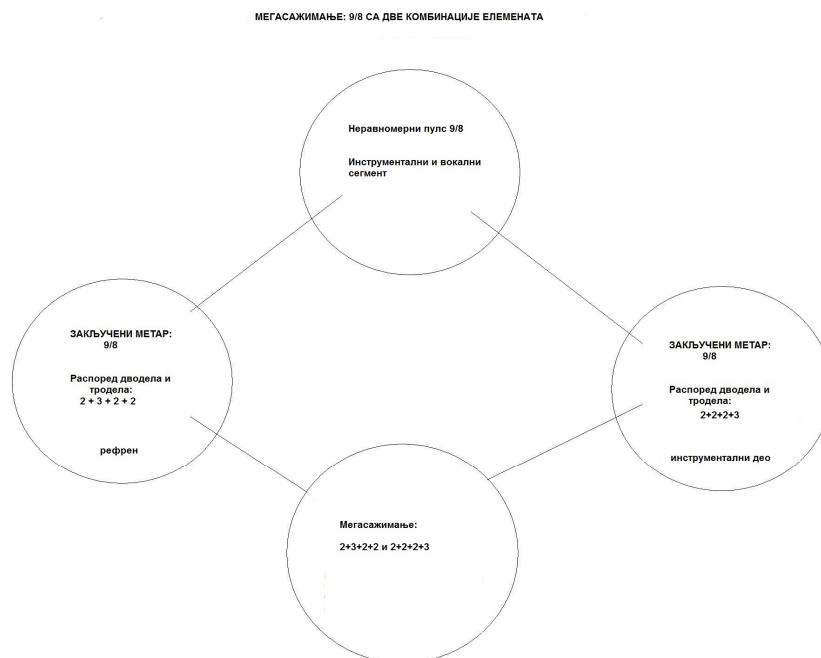 МЕГАСАЖИМАЊЕ: 9/8 СА ДВЕ КОМБИНАЦИЈЕ ЕЛЕМЕНАТА
Неравномерни пулс 9/8
Инструментални и вокални
сегмент
ЗАКЉУЧЕНИ МЕТАР:
9/8
Распоред дводела и
тродела:
2 + 3 + 2 + 2
рефрен
ЗАКЉУЧЕНИ МЕТАР:
9/8
Распоред дводела и
тродела:
2+2+2+3
инструментални део
Мегасажимање:
2+3+2+2 и 2+2+2+3